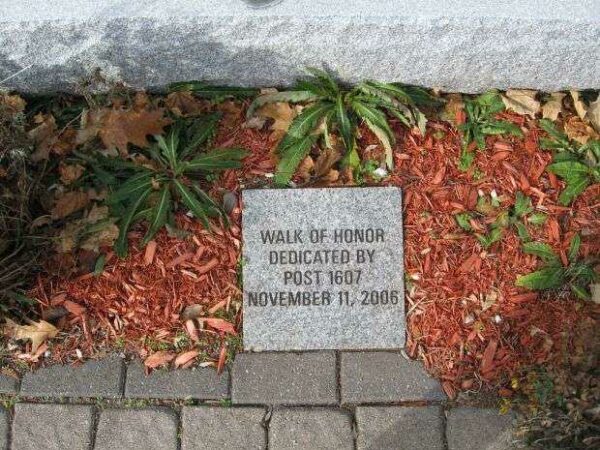 WALK OF HONOR
DEDICATED BY
POST 1607
NOVEMBER 11, 2006